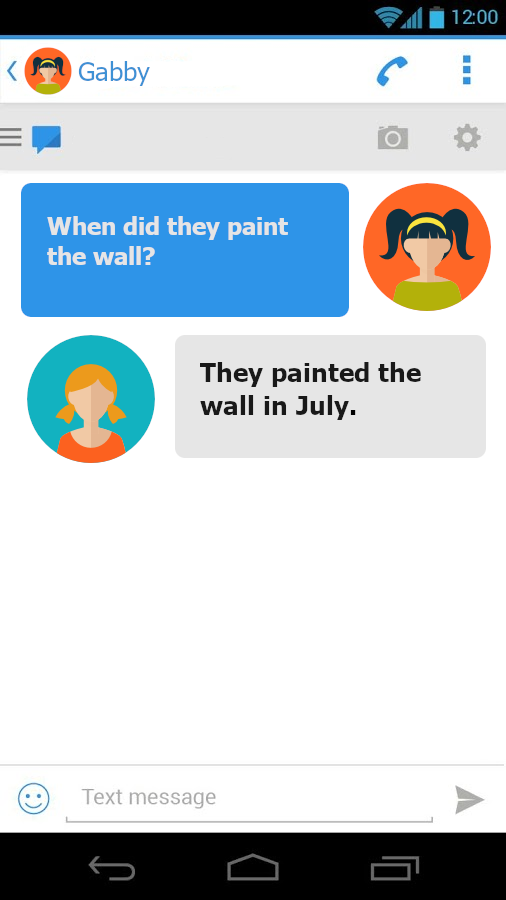 12:00
Gabby
When did they paint
the wall?
They painted the
wall in July.
Text message